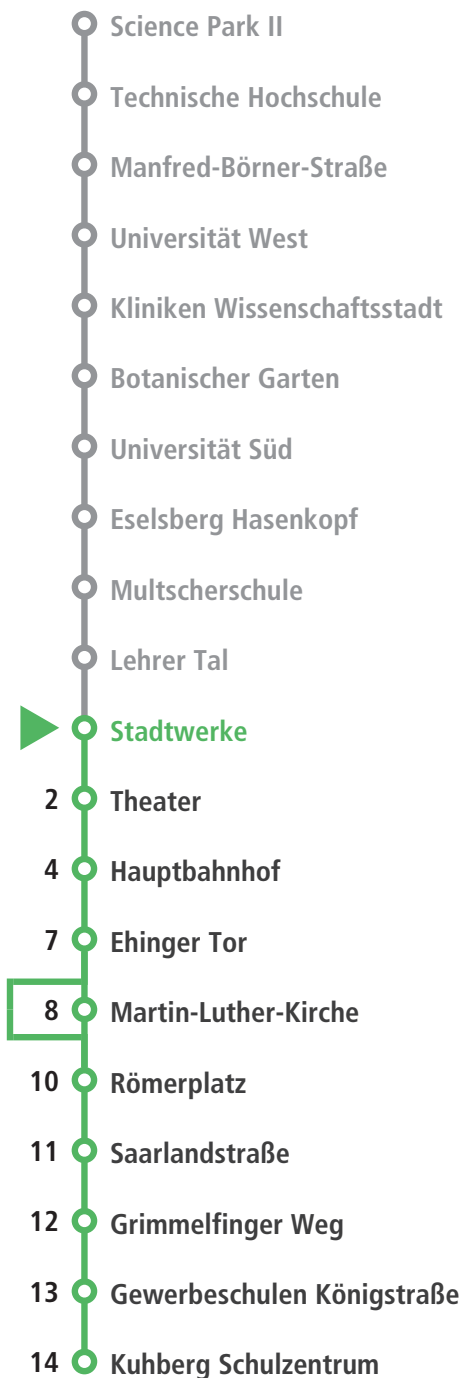 Science Park II
Technische Hochschule
Manfred-Börner-Straße
Universität West
Kliniken Wissenschaftsstadt
Botanischer Garten
Universität Süd
Eselsberg Hasenkopf
Multscherschule
Lehrer Tal
Stadtwerke
2 Theater
4 Hauptbahnhof
7 Ehinger Tor
8 Martin-Luther-Kirche
10 Römerplatz
11 Saarlandstraße
12 Grimmelfinger Weg
13 Gewerbeschulen Königstraße
14 Kuhberg Schulzentrum